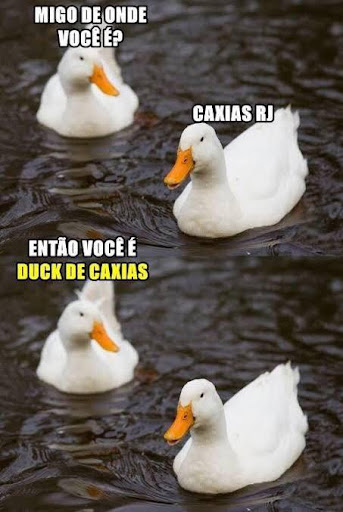 MIGO DE ONDE
VOCÊ É?
CAXIAS RJ
ENTÃO VOCÊ É
DUCK DE CAXIAS